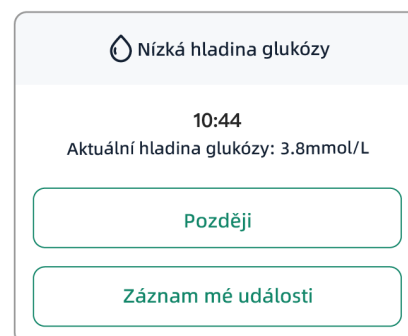 Nízká hladina glukózy
10:44
Aktuální hladina glukózy: 3.8mmol/L
Později
Záznam mé události